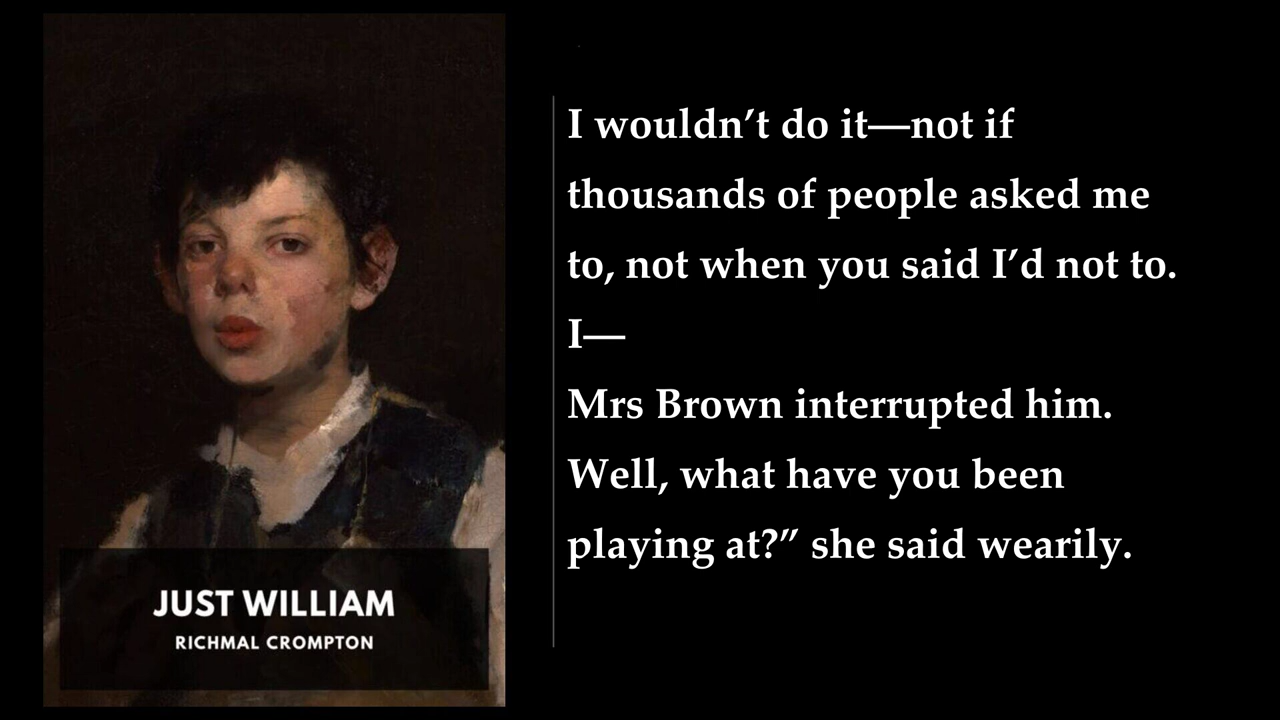 JUST WILLIAM
RICHMAL CROMPTON
I wouldn’t do it—not if
thousands of people asked me
to, not when you said I’d not to.
I—
Mrs Brown interrupted him.
Well, what have you been
playing at?” she said wearily.